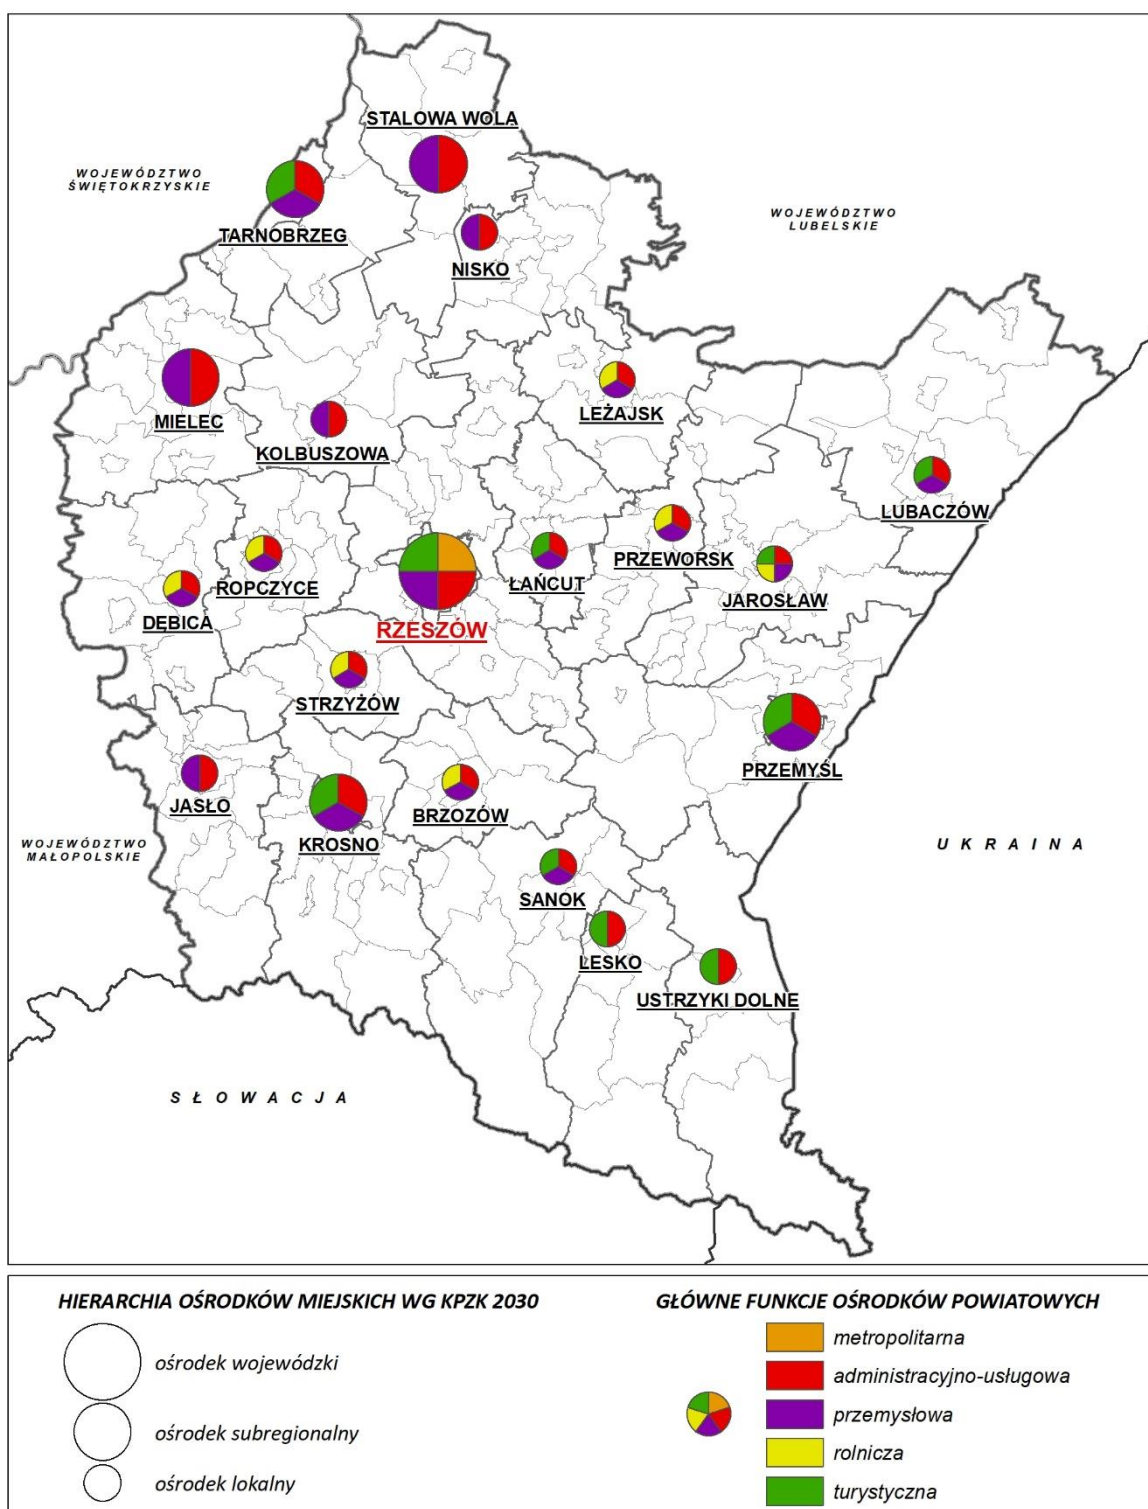 STALOWA WOLA
WOJEWÓDZTWO
ŚWIĘTOKRZYSKIE
WOJEWÓDZTWO
LUBELSKIE
TARNOBRZEG
NISKO
MIELEC
KOLBUSZOWA
LEŻAJSK
LUBACZÓW
ROPCZYCE
ŁAŃCUT
PRZEWORSK
JAROSŁAW
DĘBICA
RZESZÓW
STRZYŻÓW
PRZEMYŚL
JASŁO
KROSNO
BRZOZÓW
WOJEWÓDZTWO
MAŁOPOLSKIE
UKRAINA
SANOK
LESKO
USTRZYKI DOLNE
SŁOWACJA
HIERARCHIA OŚRODKÓW MIEJSKICH WG KPZK 2030
ośrodek wojewódzki
ośrodek subregionalny
ośrodek lokalny
GŁÓWNE FUNKCJE OŚRODKÓW POWIATOWYCH
metropolitarna
administracyjno-usługowa
przemysłowa
rolnicza
turystyczna